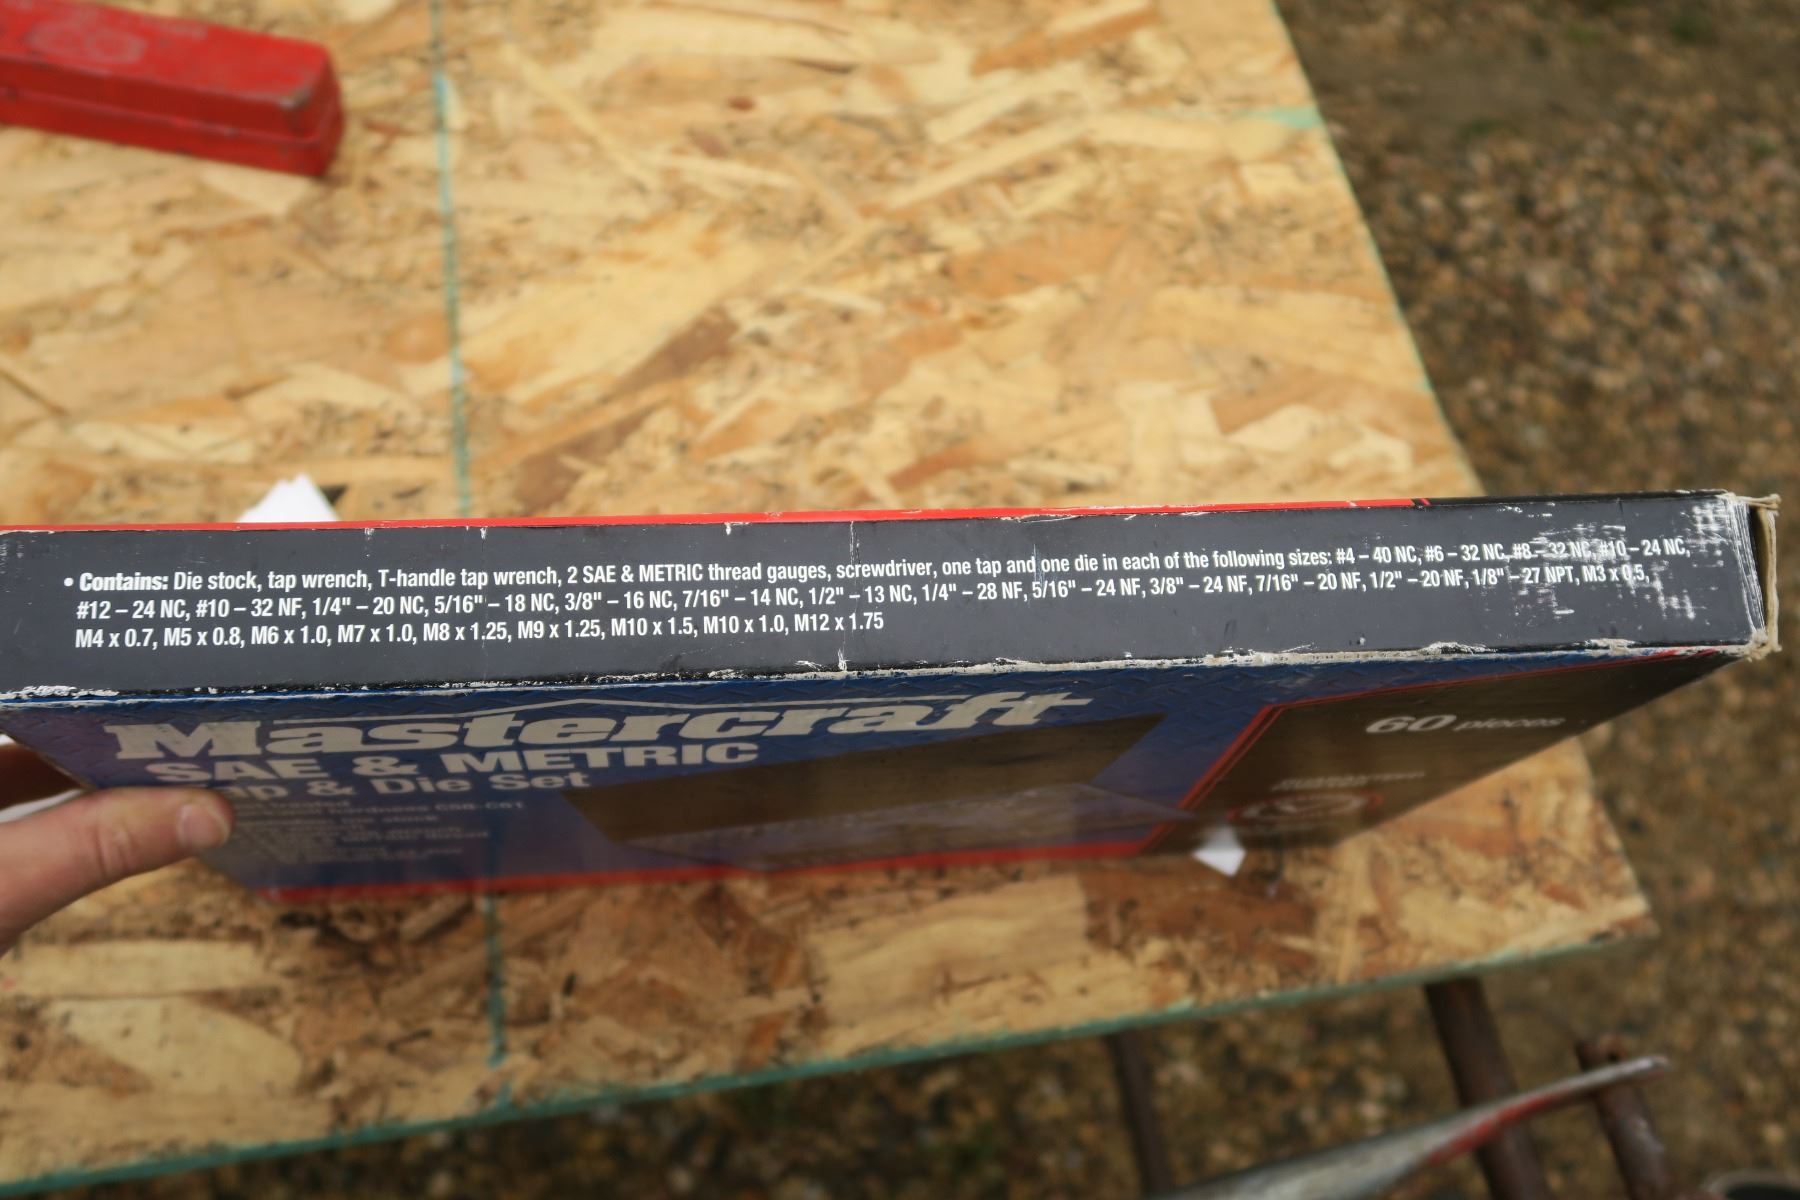 • Contains: Die stock, tap wrench, T-handle tap wrench, 2 SAE & METRIC thread gauges, screwdriver, one tap and one die in each of the following sizes: #4 – 40 NC, #6 – 32 NC, #8 – 32 NC, #10 – 24 NC,
#12 – 24 NC, #10 – 32 NF, 1/4" – 20 NC, 5/16" – 18 NC, 3/8" – 16 NC, 7/16" – 14 NC, 1/2" – 13 NC, 1/4" – 28 NF, 5/16" – 24 NF, 3/8" – 24 NF, 7/16" – 20 NF, 1/2" – 20 NF, 1/8" – 27 NPT, M3 x 0.5,
M4 x 0.7, M5 x 0.8, M6 x 1.0, M7 x 1.0, M8 x 1.25, M9 x 1.25, M10 x 1.5, M10 x 1.0, M12 x 1.75
Mastercraft
60 pieces
SAE & METRIC
Tap & Die Set